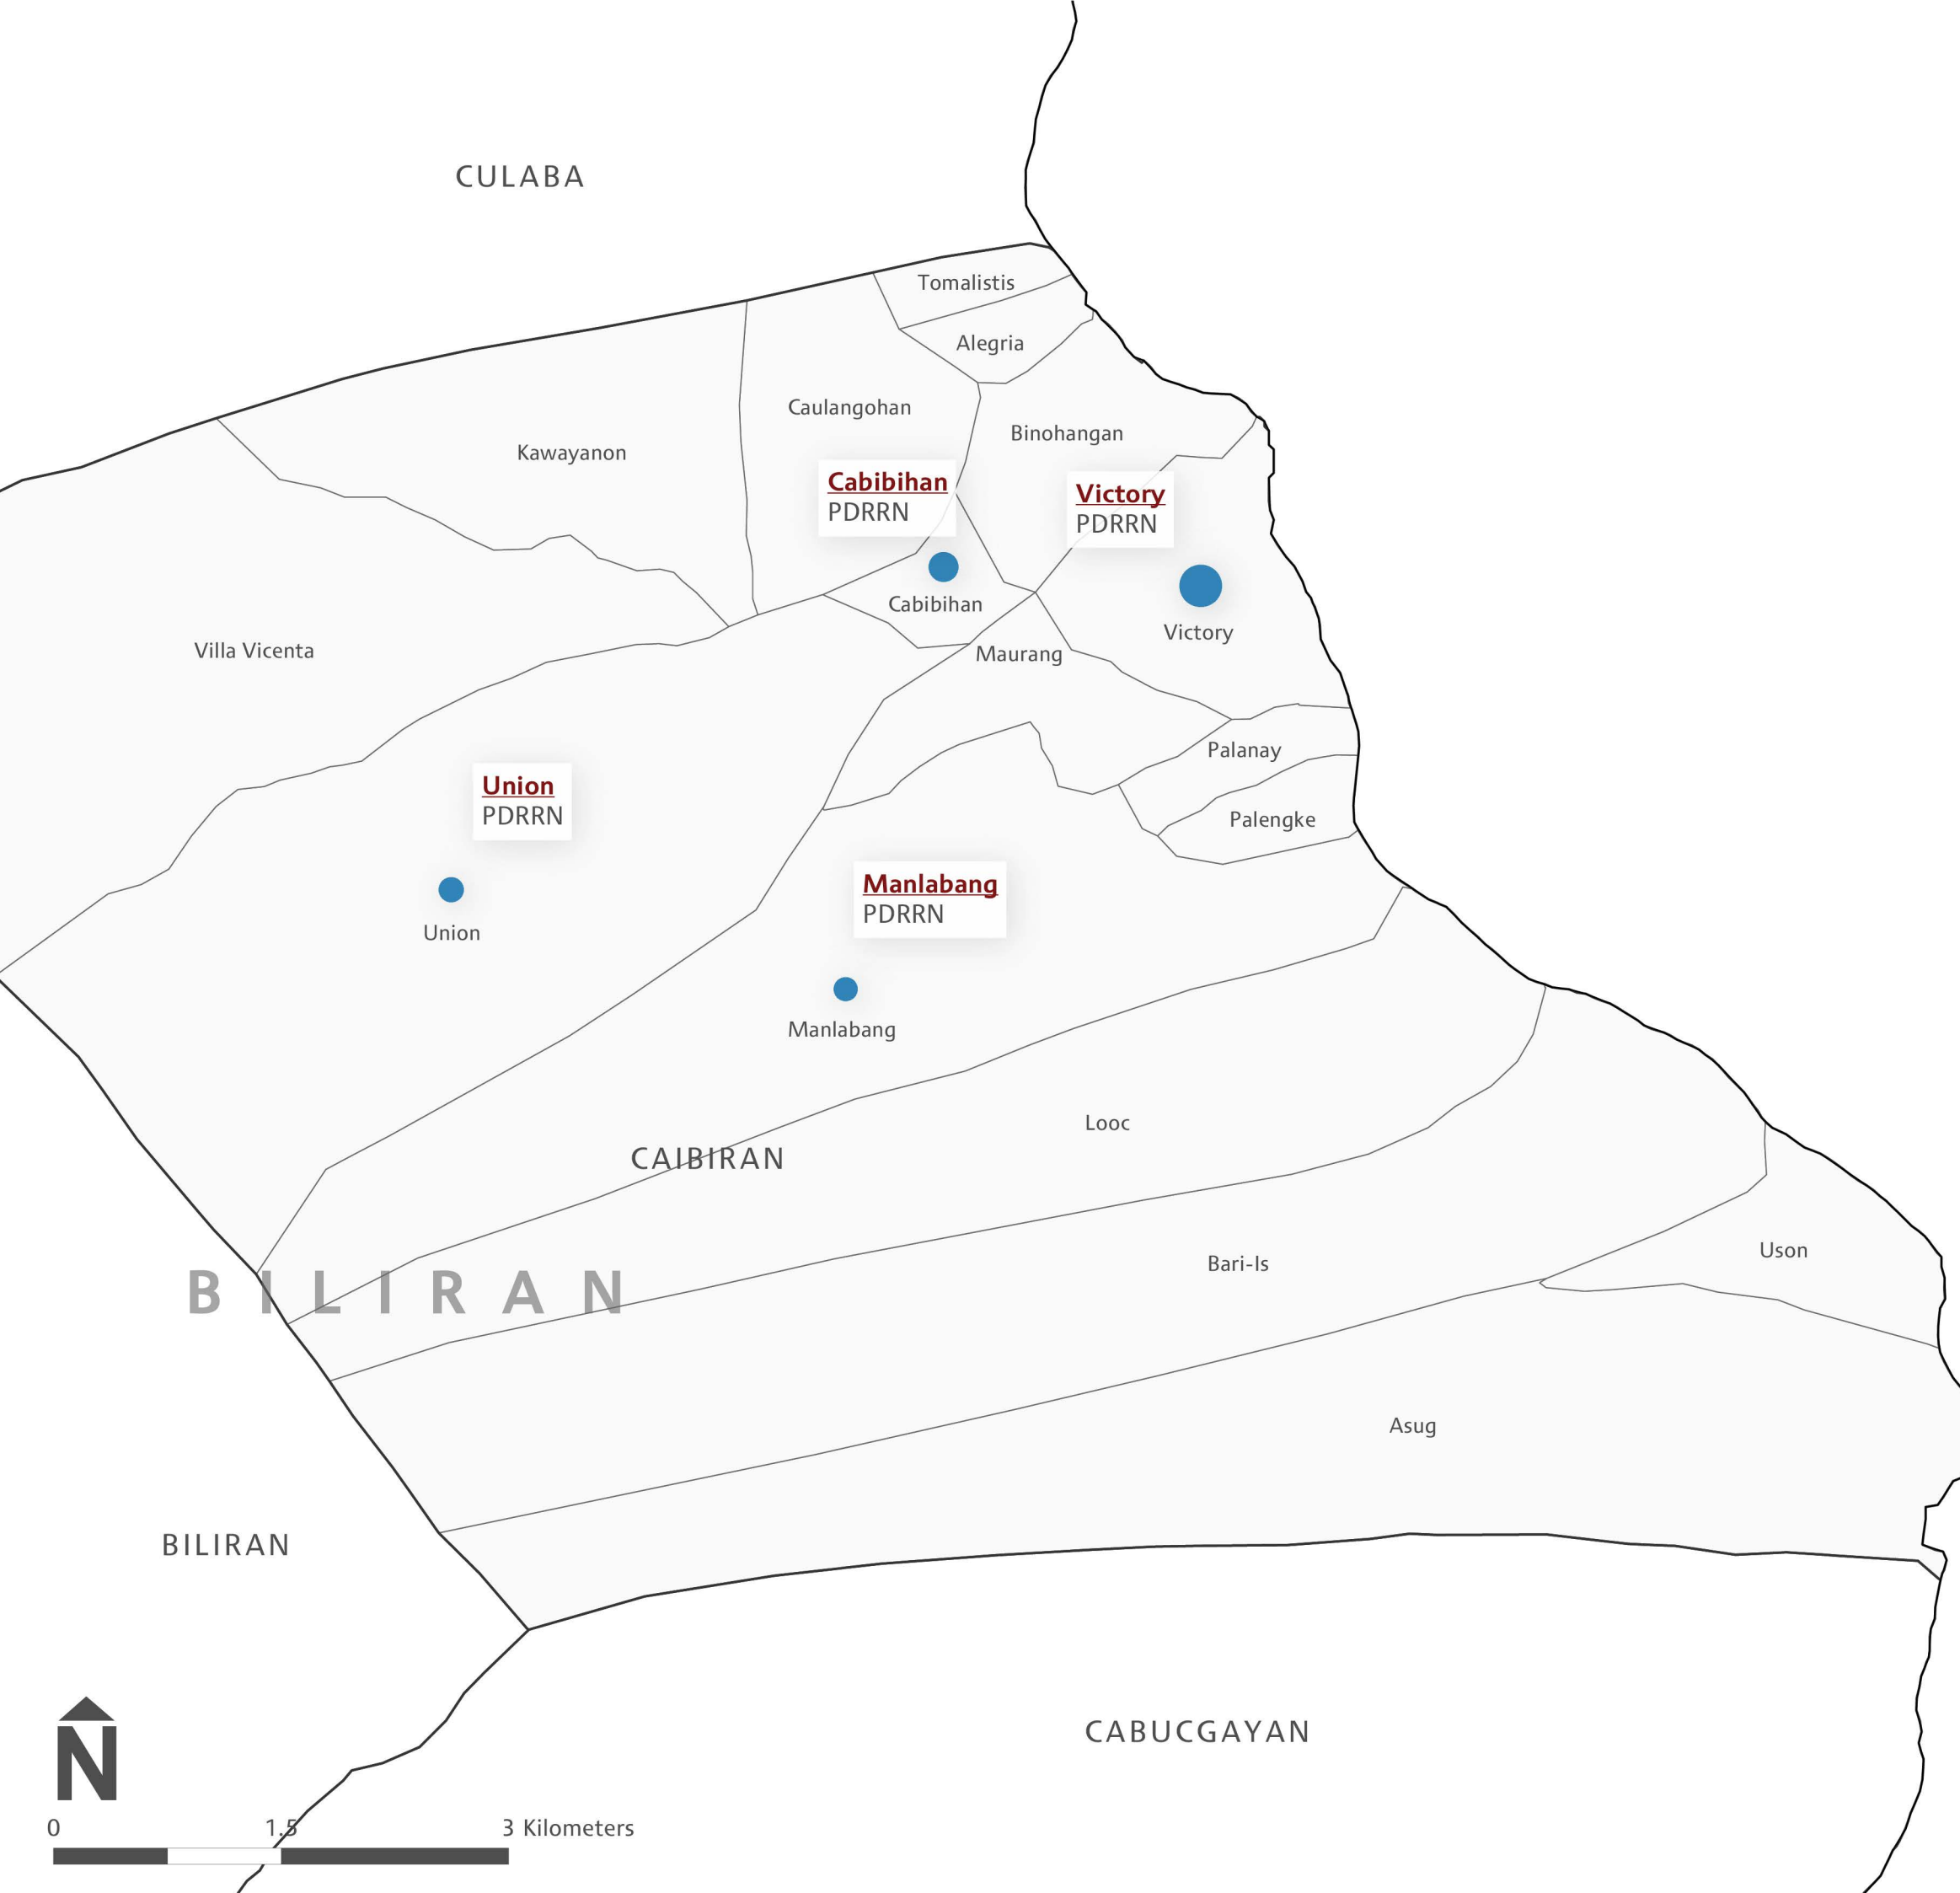 CULABA
Tomalistis
Alegria
Caulangohan
Binohangan
Kawayanon
Cabibihan
PDRRN
Victory
PDRRN
Cabibihan
Victory
Villa Vicenta
Maurang
Palanay
Union
PDRRN
Palengke
Manlabang
PDRRN
Union
Manlabang
Looc
CAIBIRAN
Uson
Bari-Is
BILIRAN
Asug
BILIRAN
CABUCGAYAN
N
0 1.5 3 Kilometers